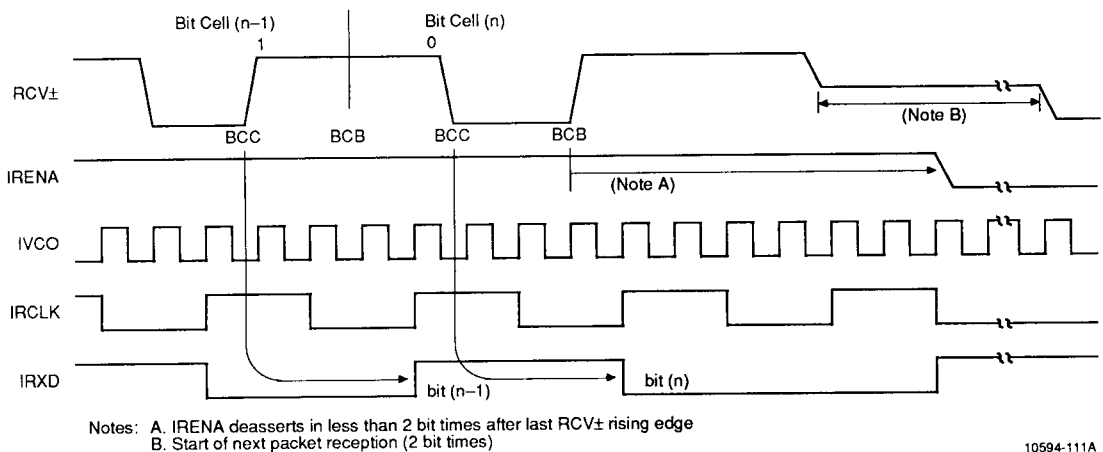 Bit Cell (n–1)
1
Bit Cell (n)
0
RCV±
BCC
BCB
BCC
BCB
(Note B)
IRENA
(Note A)
IVCO
IRCLK
IRXD
bit (n–1)
bit (n)
Notes: A. IRENA deasserts in less than 2 bit times after last RCV± rising edge
B. Start of next packet reception (2 bit times)
10594-111A